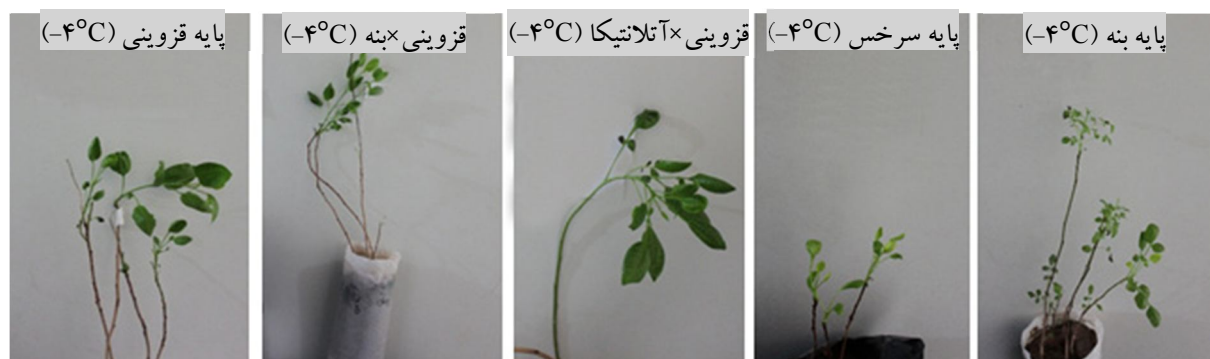 پایه بنه (-۴°C)
پایه سرخس (-۴°C)
قزوینی×آتلانتیکا (-۴°C)
قزوینی×بنه (-۴°C)
پایه قزوینی (-۴°C)